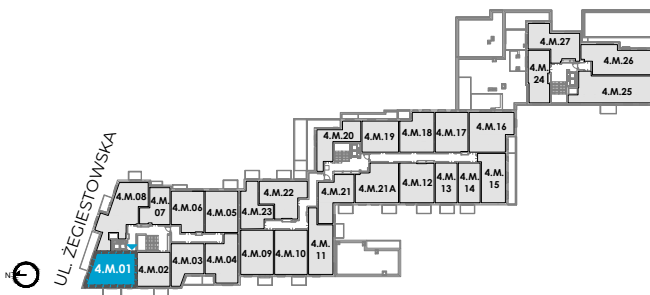 4.M.27
4.M.
24
4.M.26
4.M.25
4.M.20
4.M.19
4.M.18
4.M.17
4.M.16
4.M.21
4.M.21A
4.M.12
4.M.
13
4.M.
14
4.M.
15
UL. ŻEGIESTOWSKA
4.M.08
4.M.
07
4.M.06
4.M.05
4.M.23
4.M.22
4.M.01
4.M.02
4.M.03
4.M.04
4.M.09
4.M.10
4.M.
11
N